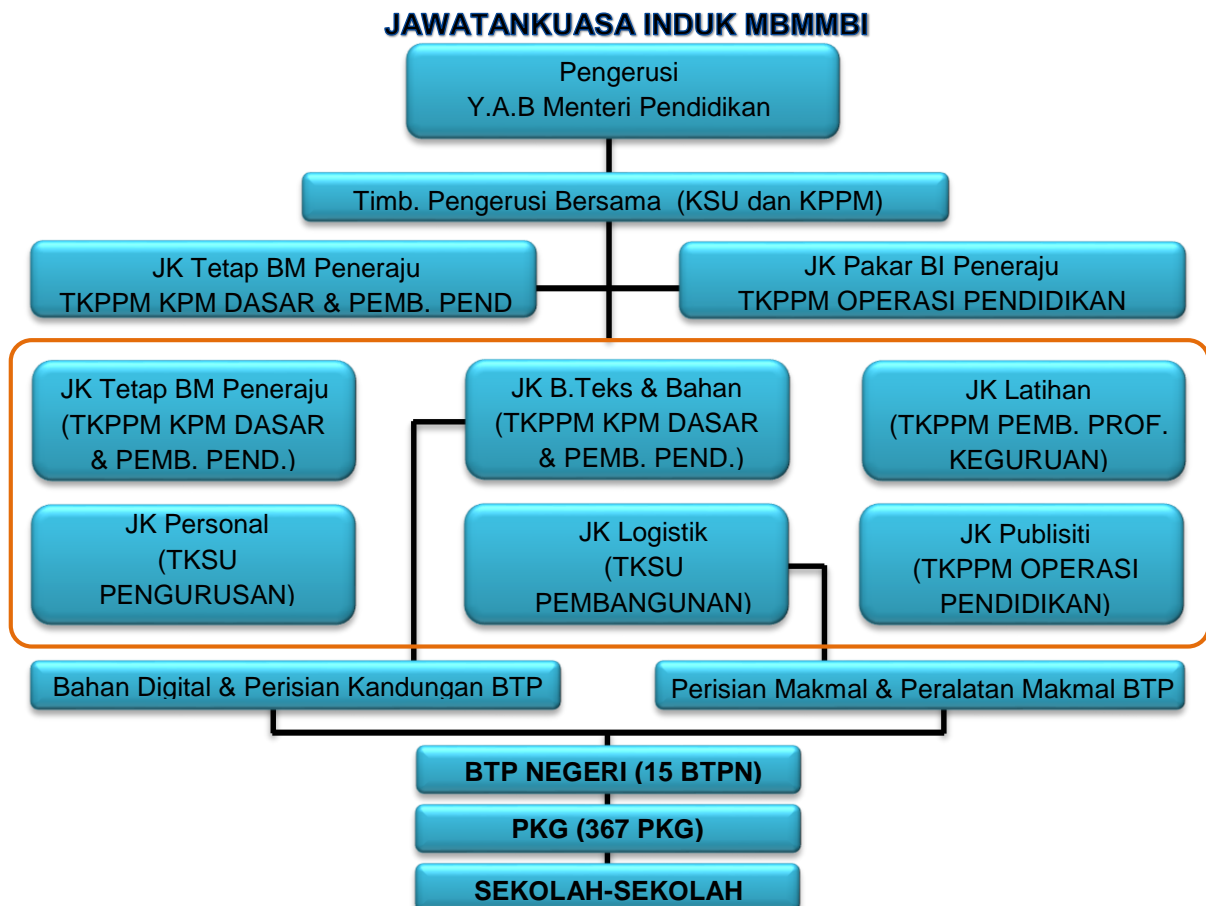 JAWATANKUASA INDUK MBMMBI
Pengerusi
Y.A.B Menteri Pendidikan
Timb. Pengerusi Bersama (KSU dan KPPM)
JK Tetap BM Peneraju
TKPPM KPM DASAR & PEMB. PEND
JK Pakar BI Peneraju
TKPPM OPERASI PENDIDIKAN
JK Tetap BM Peneraju
(TKPPM KPM DASAR
& PEMB. PEND.)
JK B.Teks & Bahan
(TKPPM KPM DASAR
& PEMB. PEND.)
JK Latihan
(TKPPM PEMB. PROF.
KEGURUAN)
JK Personal
(TKSU
PENGURUSAN)
JK Logistik
(TKSU
PEMBANGUNAN)
JK Publisiti
(TKPPM OPERASI
PENDIDIKAN)
Bahan Digital & Perisian Kandungan BTP
Perisian Makmal & Peralatan Makmal BTP
BTP NEGERI (15 BTPN)
PKG (367 PKG)
SEKOLAH-SEKOLAH